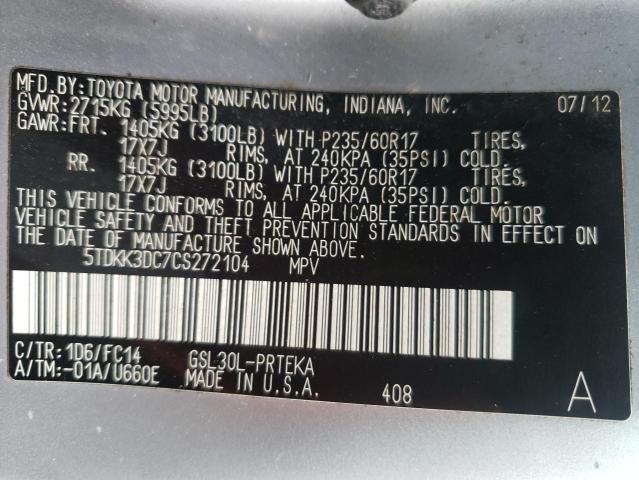 MFD.BY:TOYOTA MOTOR MANUFACTURING, INDIANA, INC. 07/12
GVWR:2715KG (5995LB)
GAWR:FRT. 1405KG (3100LB) WITH P235/60R17 TIRES,
17X7J RIMS, AT 240KPA (35PSI) COLD.
RR. 1405KG (3100LB) WITH P235/60R17 TIRES,
17X7J RIMS, AT 240KPA (35PSI) COLD.
THIS VEHICLE CONFORMS TO ALL APPLICABLE FEDERAL MOTOR
VEHICLE SAFETY AND THEFT PREVENTION STANDARDS IN EFFECT ON
THE DATE OF MANUFACTURE SHOWN ABOVE.
5TDKK3DC7CS272104 MPV
C/TR:1D6/FC14 GSL30L-PRTEKA
A/TM:-01A/U660E MADE IN U.S.A. 408 A